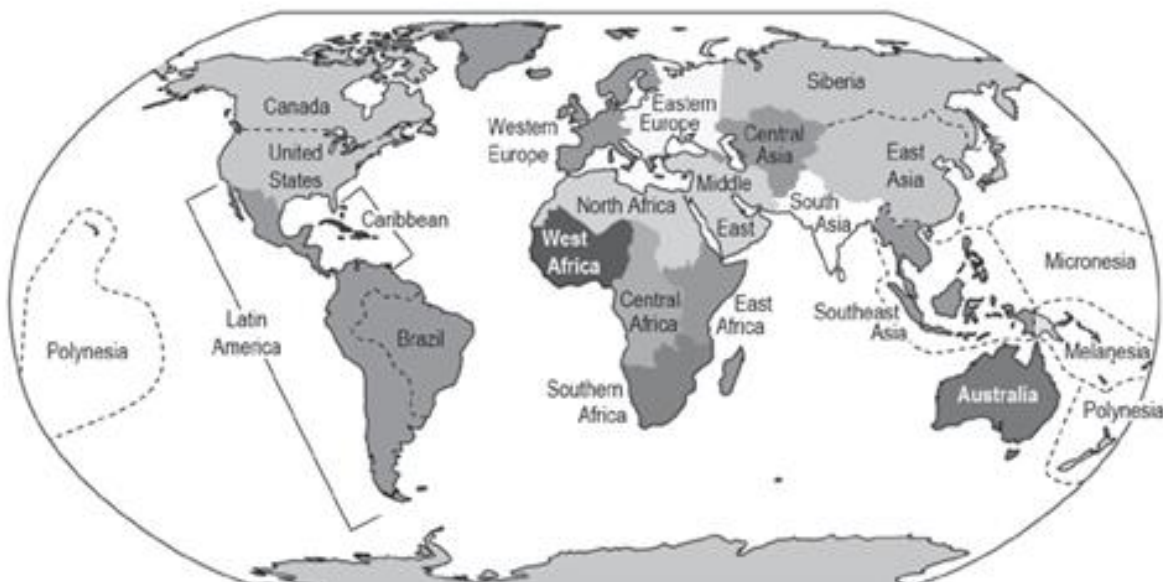 Canada
United
States
Caribbean
Latin
America
Brazil
Polynesia
Western
Europe
Eastern
Europe
Siberia
Central
Asia
East
Asia
Middle
East
South
Asia
North Africa
West
Africa
Central
Africa
East
Africa
Southern
Africa
Southeast
Asia
Micronesia
Melanesia
Australia
Polynesia